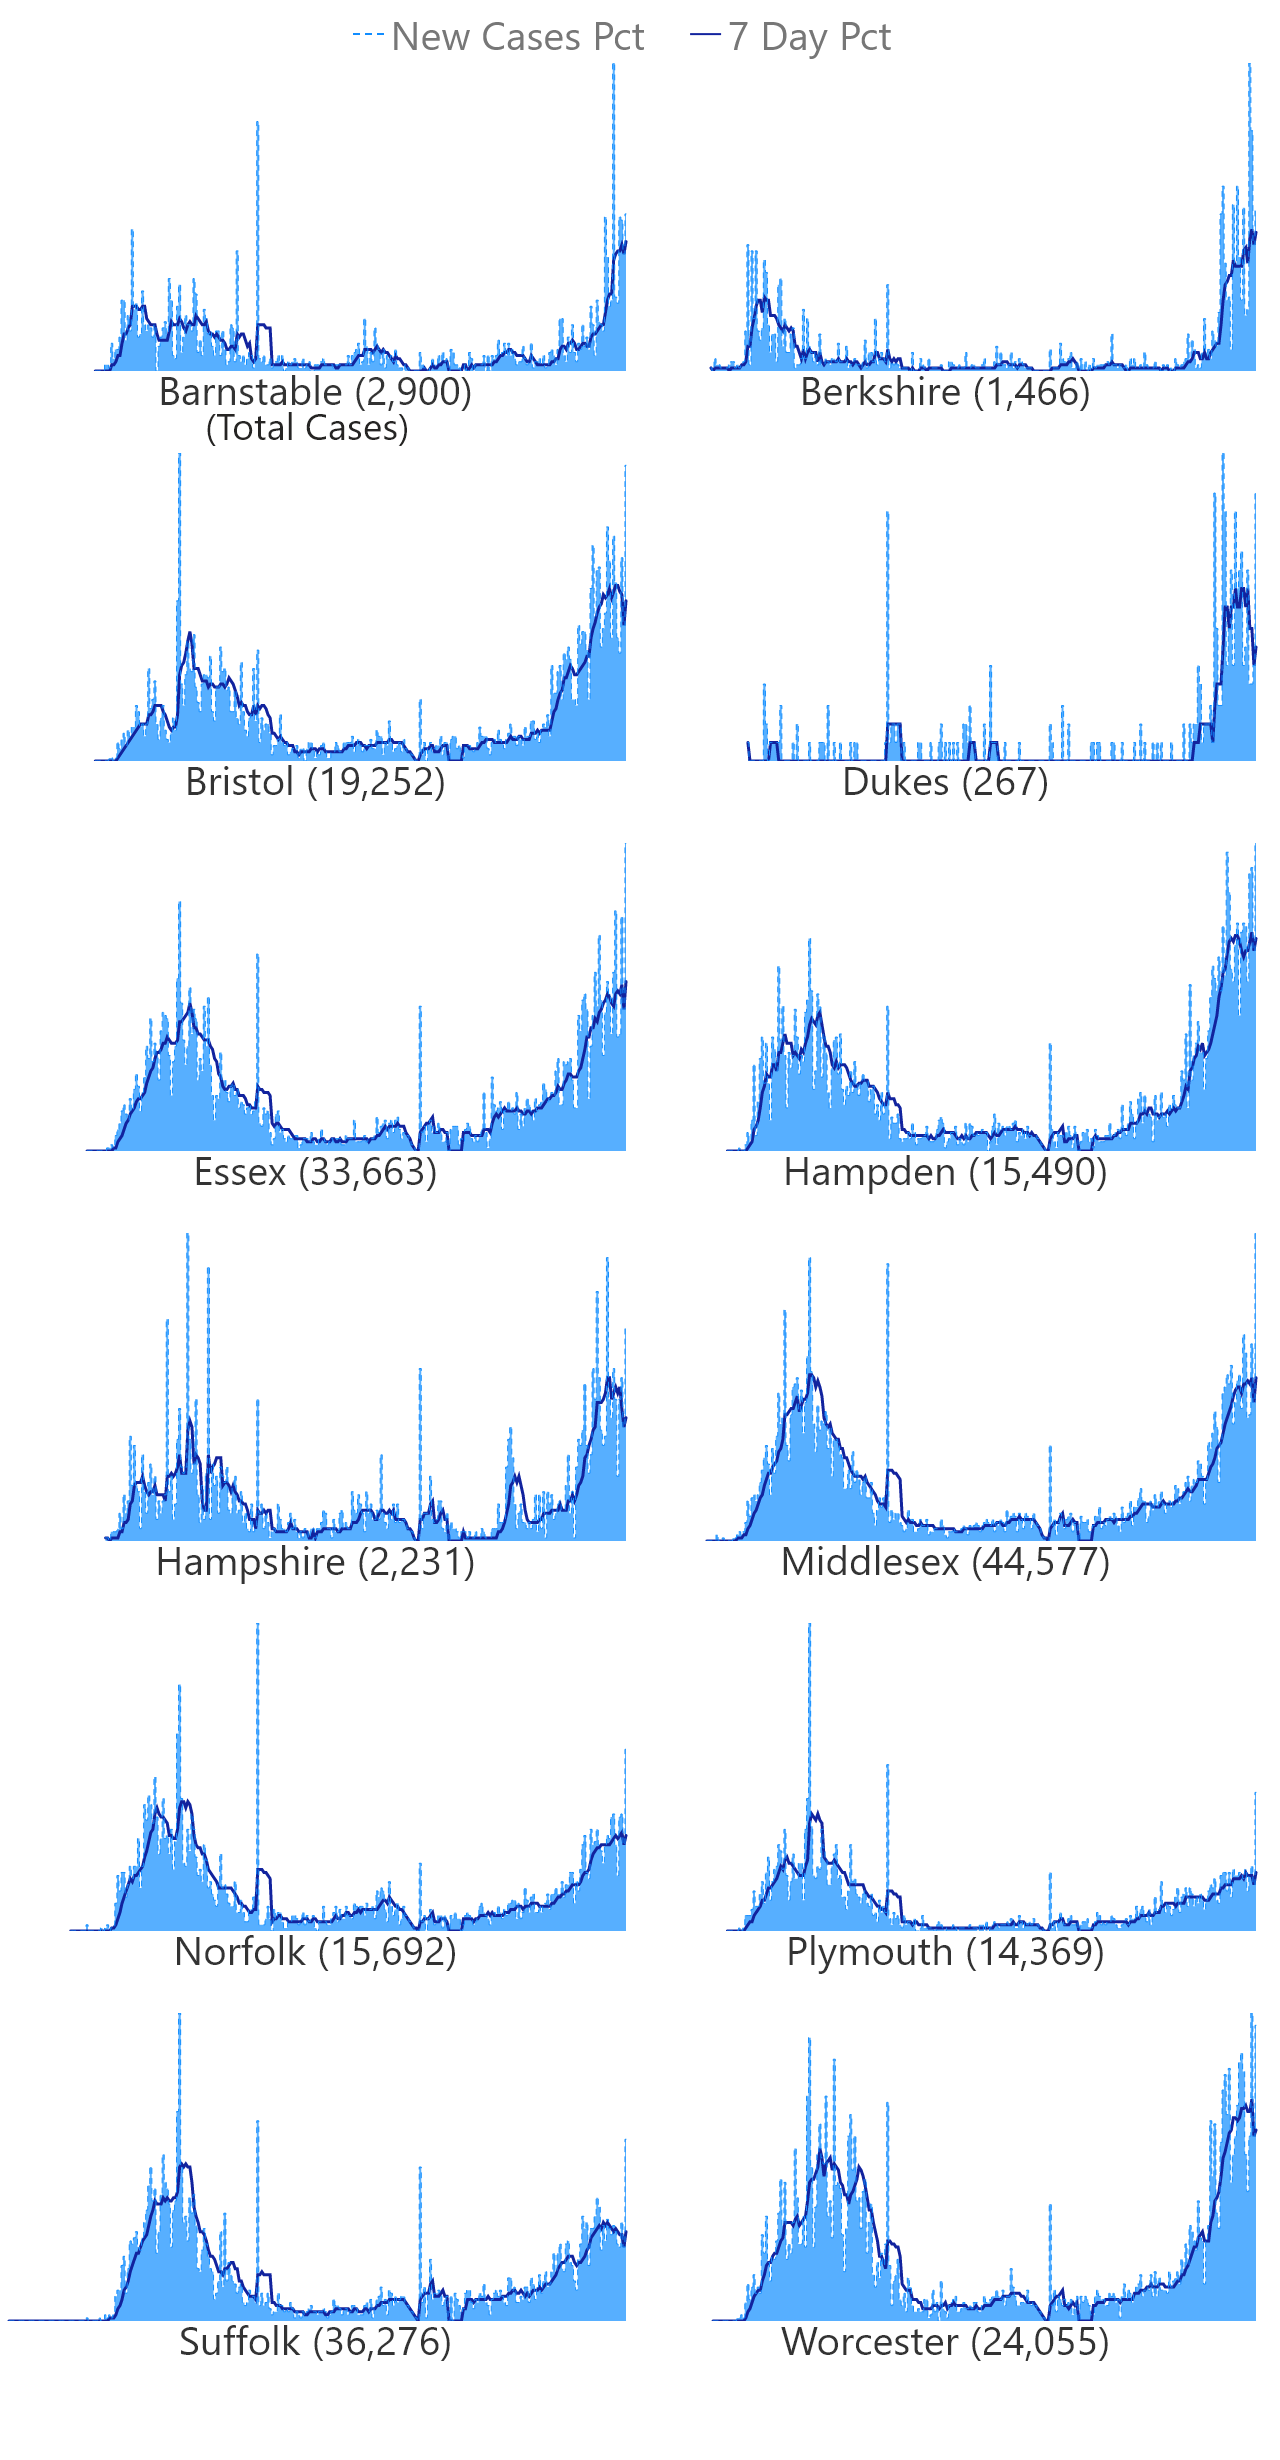 New Cases Pct 7 Day Pct
Barnstable (2,900)
(Total Cases)
Berkshire (1,466)
Bristol (19,252)
Dukes (267)
Essex (33,663)
Hampden (15,490)
Hampshire (2,231)
Middlesex (44,577)
Norfolk (15,692)
Plymouth (14,369)
Suffolk (36,276)
Worcester (24,055)